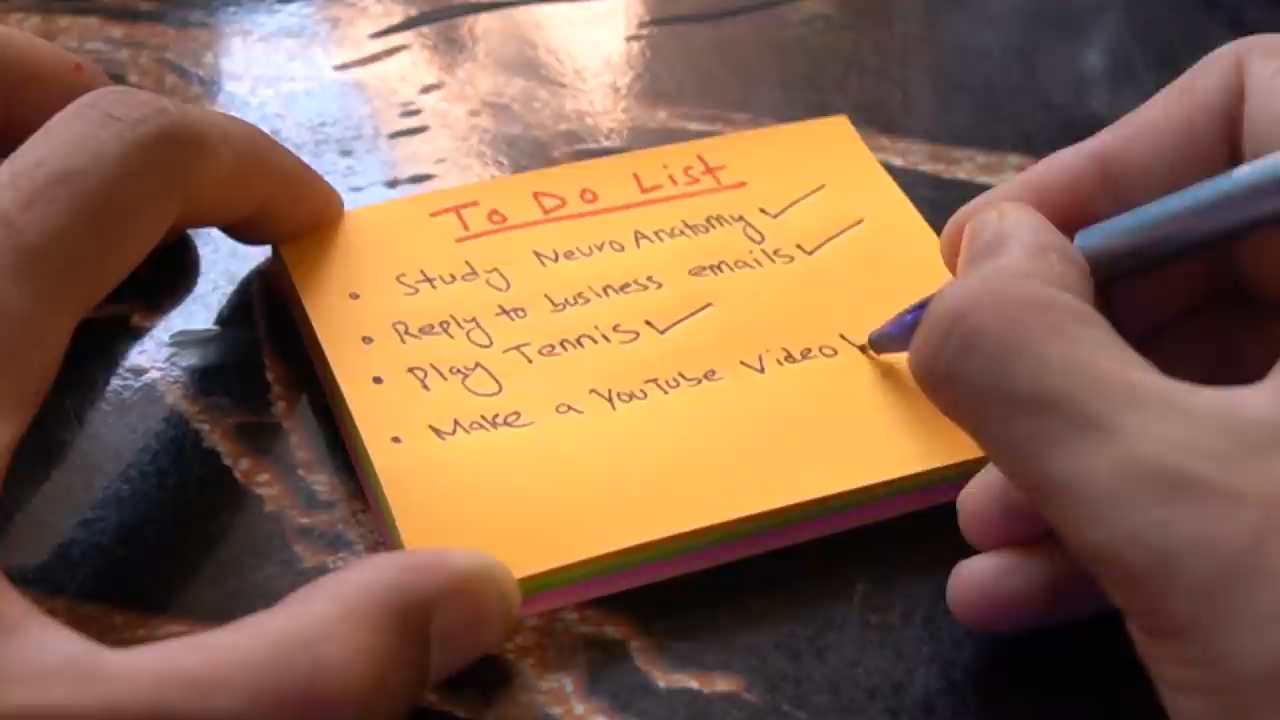 To Do List
• Study Neuro Anatomy ✓
• Reply to business emails ✓
• Play Tennis ✓
• Make a YouTube Video